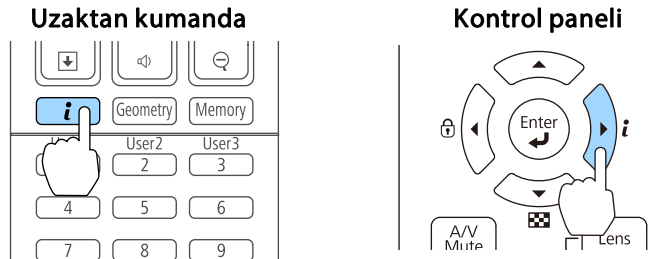 Uzaktan kumanda
Kontrol paneli
i
Geometry
Memory
User2
User3
2
3
4
5
6
7
8
9
Enter
i
A/V
Mute
Lens